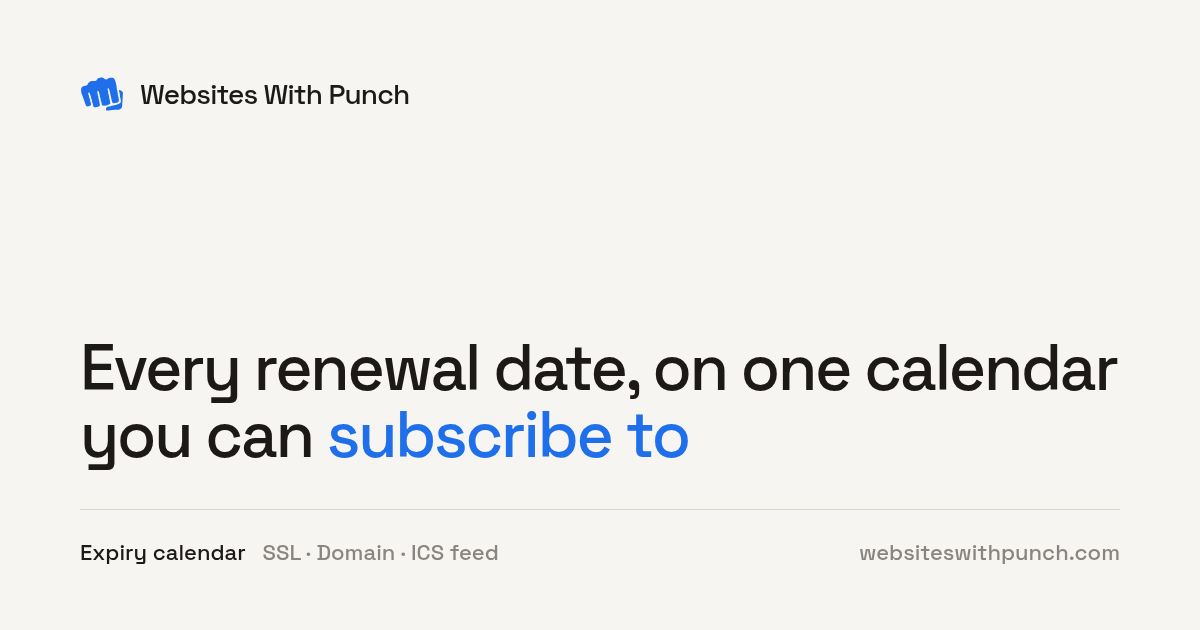 Websites With Punch
Every renewal date, on one calendar
you can subscribe to
Expiry calendar SSL · Domain · ICS feed
websiteswithpunch.com